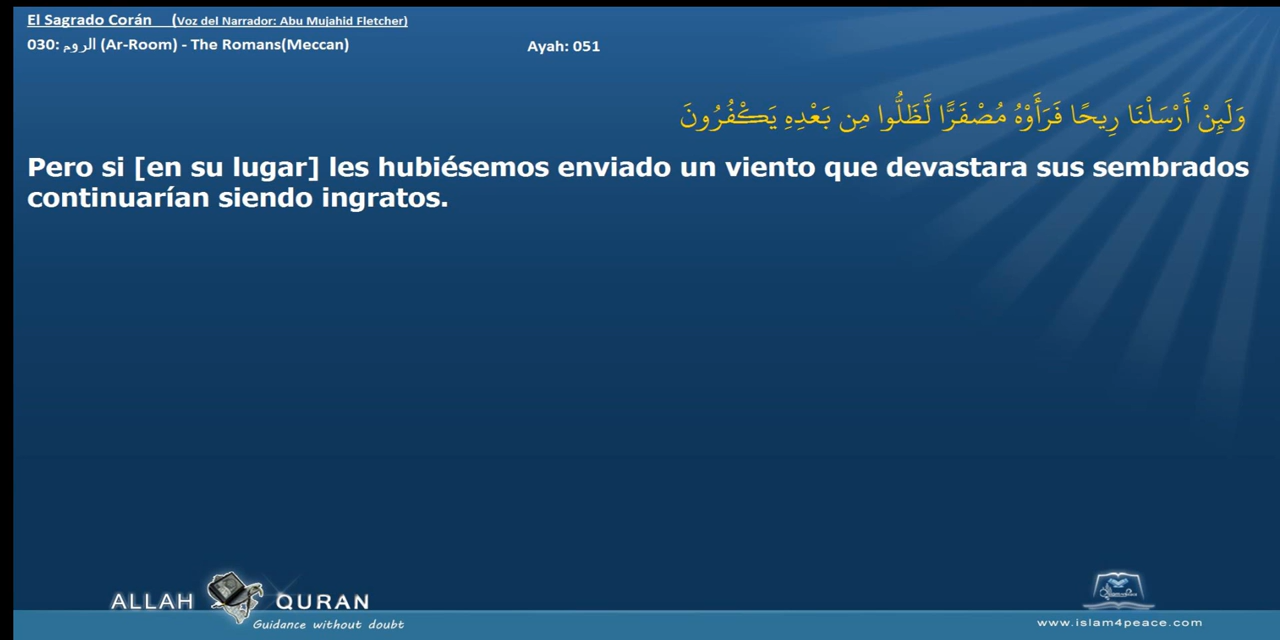 El Sagrado Corán (Voz del Narrador: Abu Mujahid Fletcher)
030: الروم (Ar-Room) - The Romans(Meccan) Ayah: 051
وَلَئِنْ أَرْسَلْنَا رِيحًا فَرَأَوْهُ مُصْفَرًّا لَّظَلُّوا مِن بَعْدِهِ يَكْفُرُونَ
Pero si [en su lugar] les hubiésemos enviado un viento que devastara sus sembrados
continuarían siendo ingratos.
ALLAH QURAN
Guidance without doubt
www.islam4peace.com